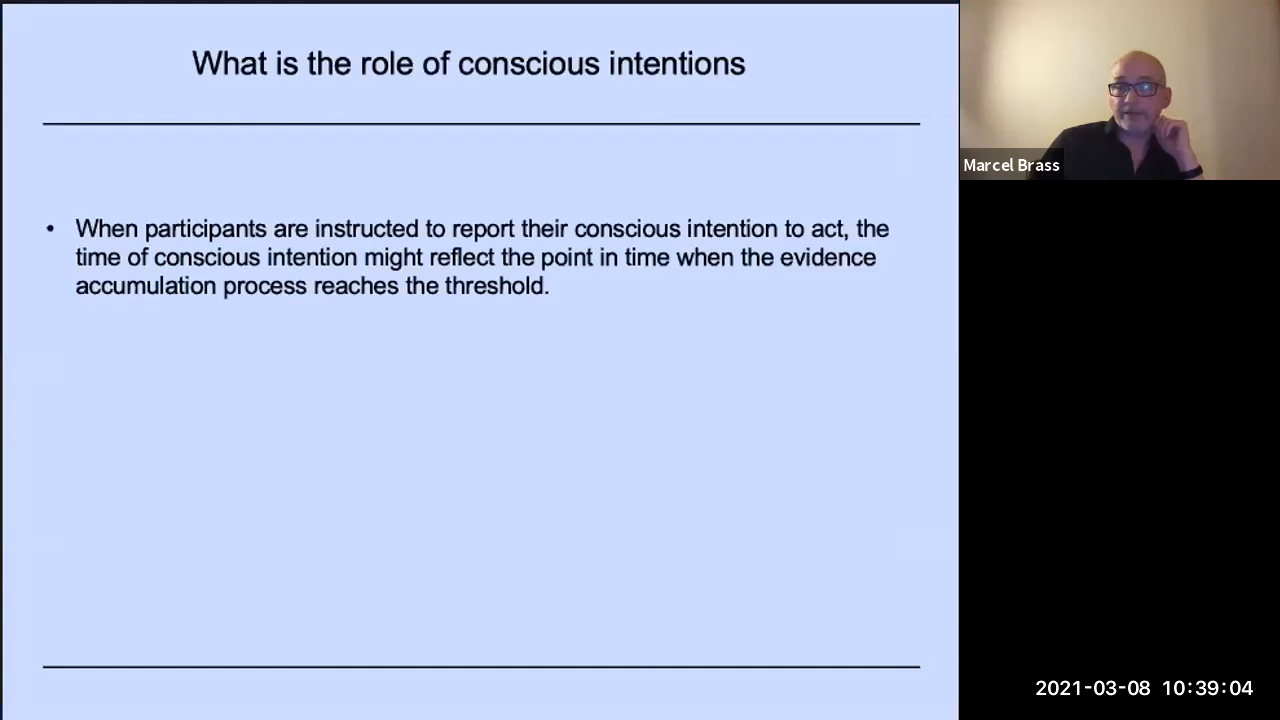 What is the role of conscious intentions
• When participants are instructed to report their conscious intention to act, the
time of conscious intention might reflect the point in time when the evidence
accumulation process reaches the threshold.
Marcel Brass
2021-03-08 10:39:04